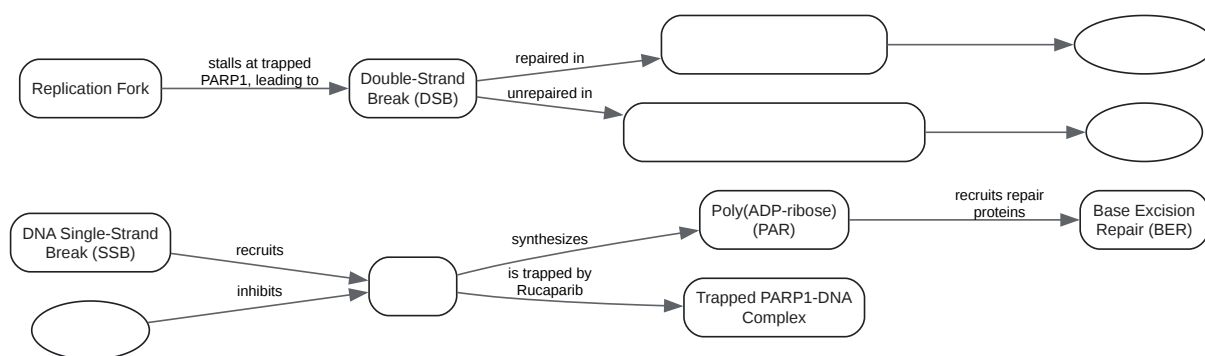 stalls at trapped
PARP1, leading to
Replication Fork
Double-Strand
Break (DSB)
repaired in
unrepaired in
DNA Single-Strand
Break (SSB)
recruits
inhibits
synthesizes
is trapped by
Rucaparib
Poly(ADP-ribose)
(PAR)
recruits repair
proteins
Base Excision
Repair (BER)
Trapped PARP1-DNA
Complex